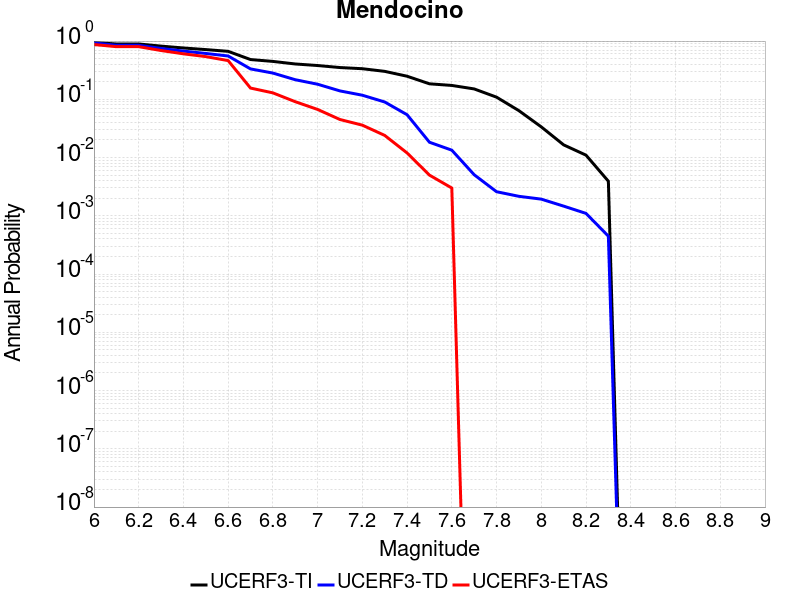 Mendocino
10^0
10^-1
10^-2
10^-3
10^-4
10^-5
10^-6
10^-7
10^-8
Annual Probability
6 6.2 6.4 6.6 6.8 7 7.2 7.4 7.6 7.8 8 8.2 8.4 8.6 8.8 9
Magnitude
UCERF3-TI UCERF3-TD UCERF3-ETAS